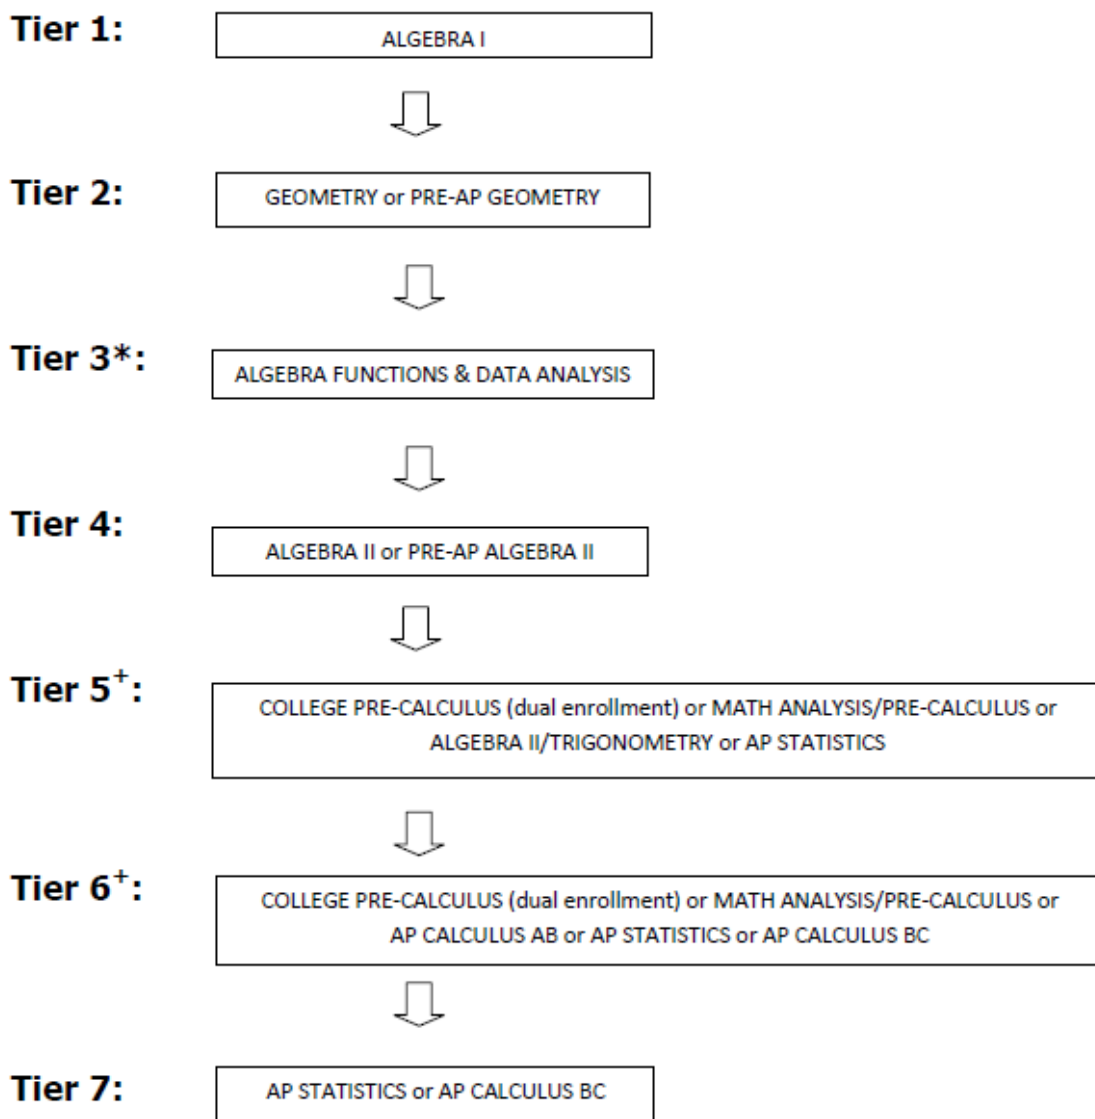 Tier 1:
ALGEBRA I
Tier 2:
GEOMETRY or PRE-AP GEOMETRY
Tier 3*:
ALGEBRA FUNCTIONS & DATA ANALYSIS
Tier 4:
ALGEBRA II or PRE-AP ALGEBRA II
Tier 5⁺:
COLLEGE PRE-CALCULUS (dual enrollment) or MATH ANALYSIS/PRE-CALCULUS or
ALGEBRA II/TRIGONOMETRY or AP STATISTICS
Tier 6⁺:
COLLEGE PRE-CALCULUS (dual enrollment) or MATH ANALYSIS/PRE-CALCULUS or
AP CALCULUS AB or AP STATISTICS or AP CALCULUS BC
Tier 7:
AP STATISTICS or AP CALCULUS BC